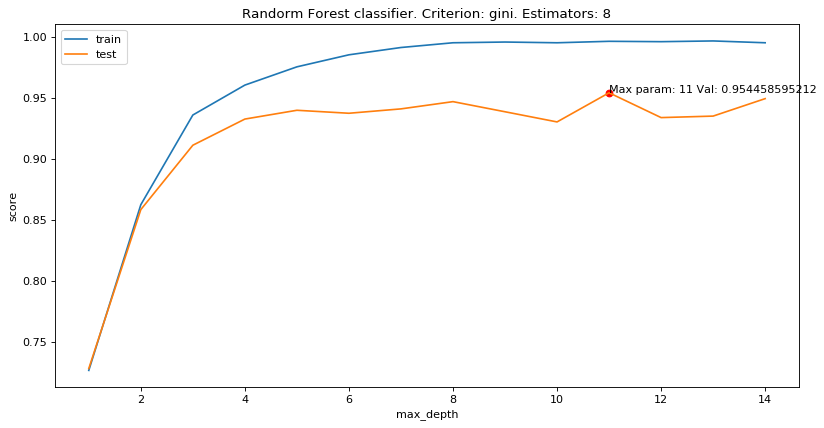 Randorm Forest classifier. Criterion: gini. Estimators: 8
train
test
Max param: 11 Val: 0.954458595212
1.00
0.95
0.90
0.85
0.80
0.75
score
2 4 6 8 10 12 14
max_depth